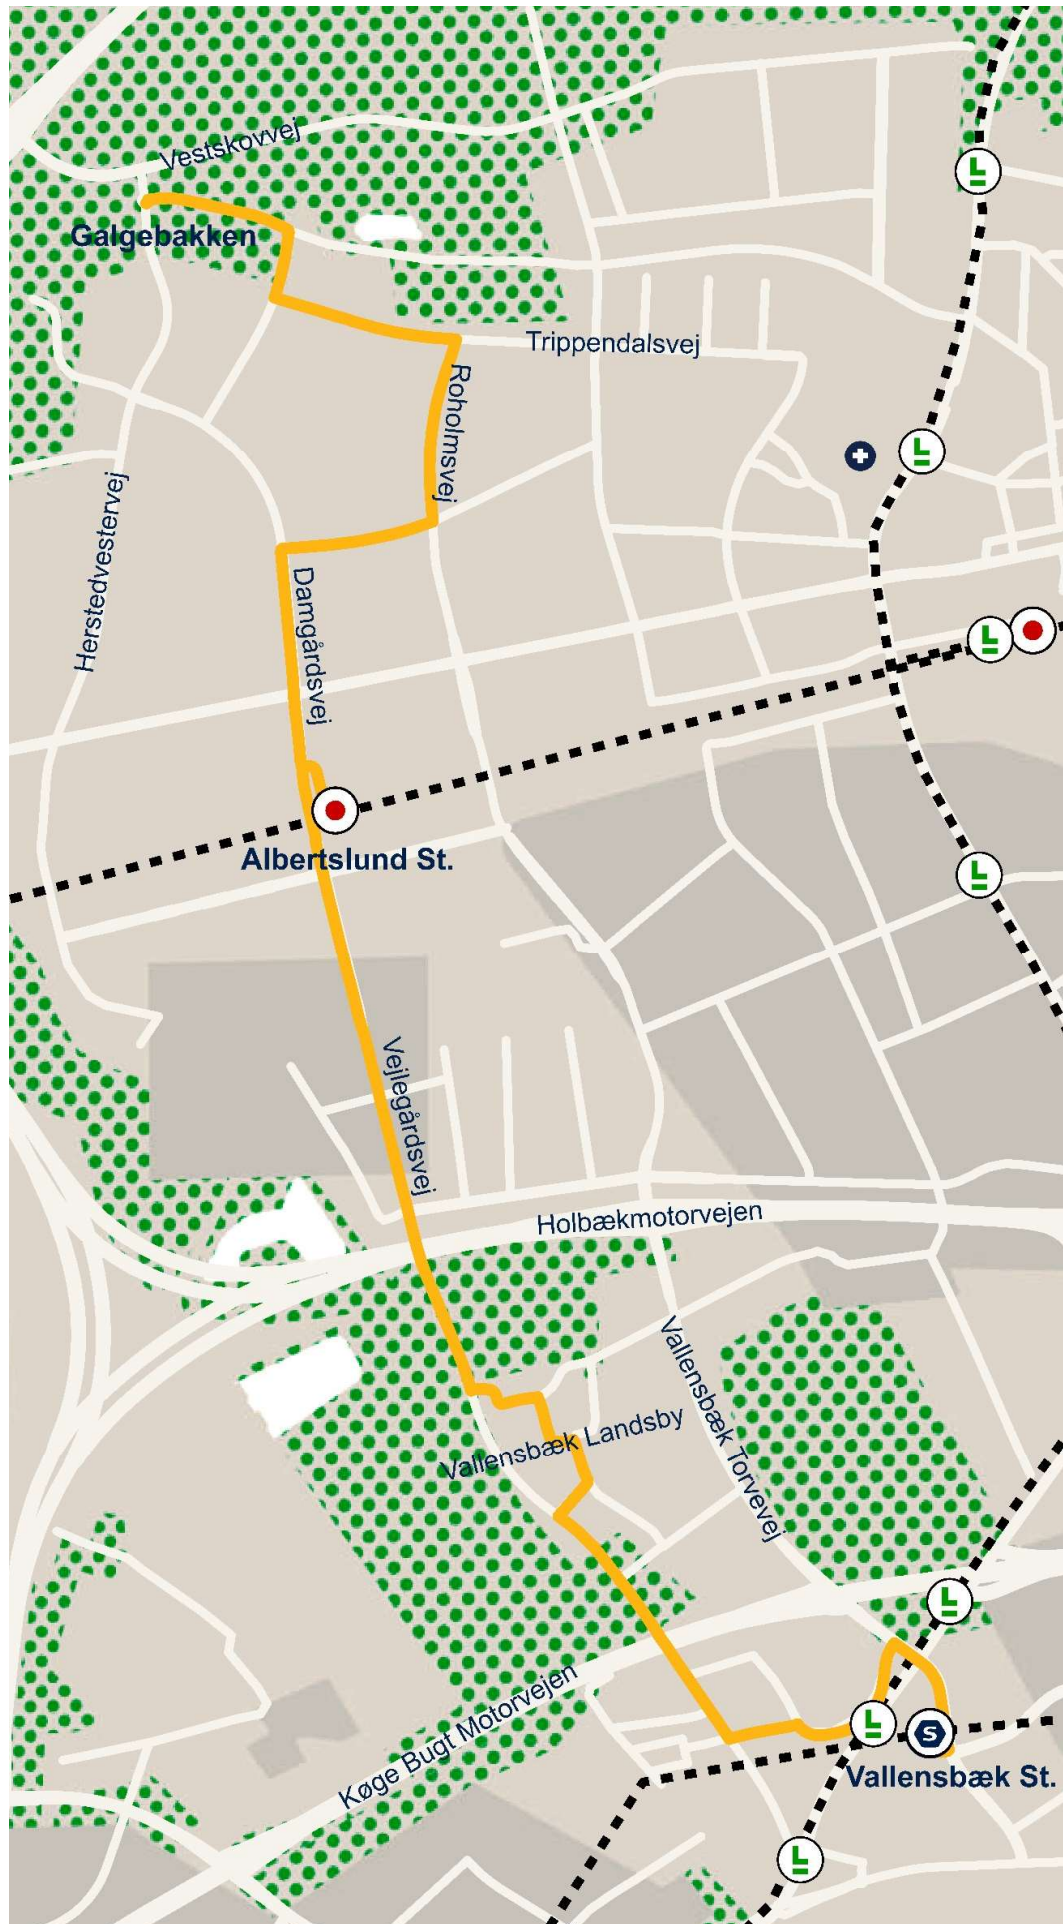 Vestskovvej
Galgebakken
Trippendalsvej
Roholmsvej
Herstedvestervej
Damgårdsvej
Albertslund St.
Vejlegårdsvej
Holbækmotorvejen
Vallensbæk Torvevej
Vallensbæk Landsby
Køge Bugt Motorvejen
S
Vallensbæk St.
L
L
L
L
L
L
L